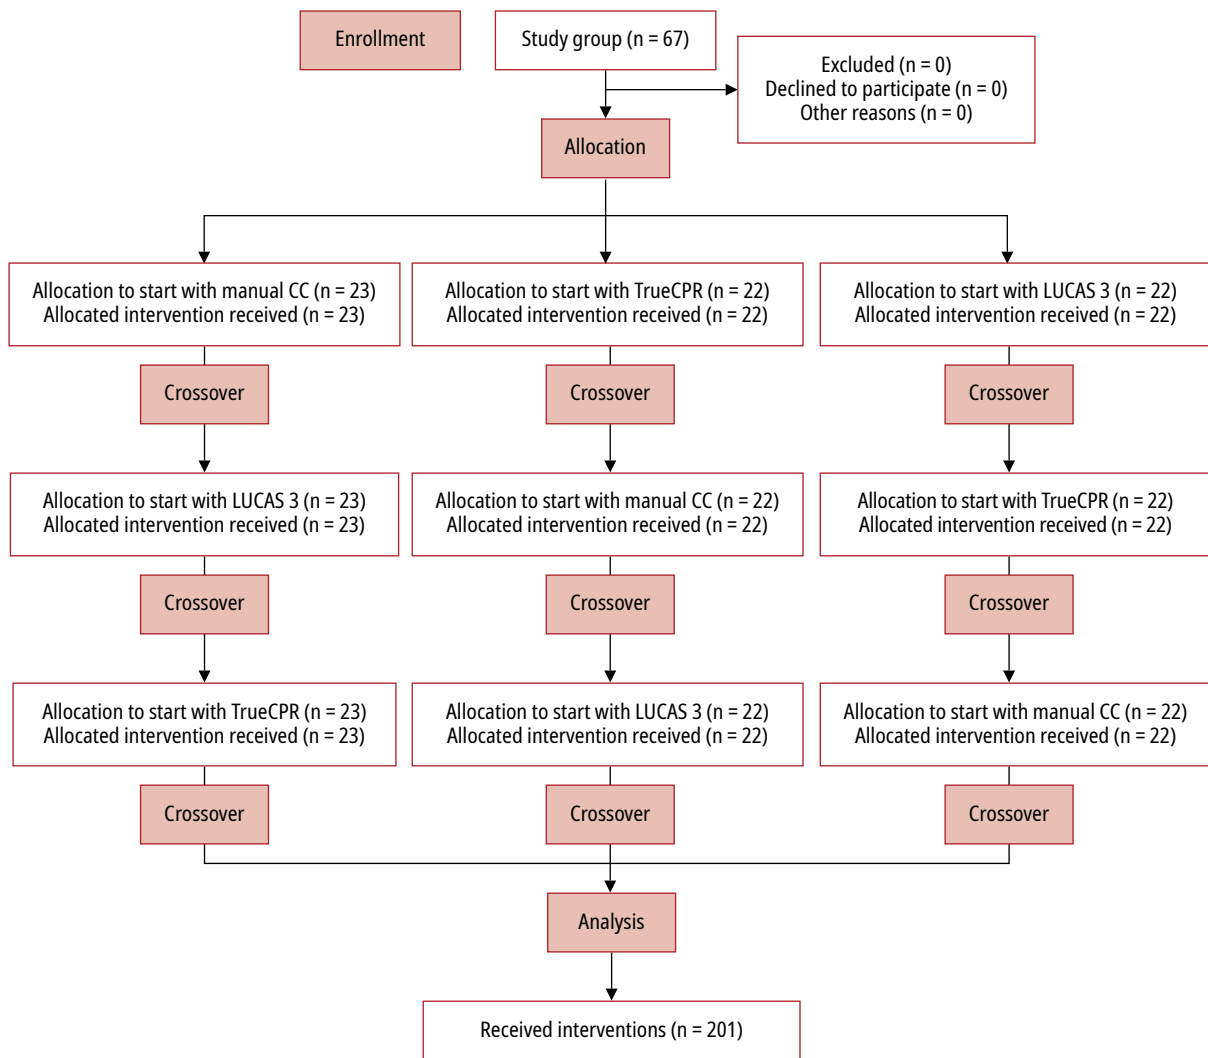 Enrollment
Study group (n = 67)
Excluded (n = 0)
Declined to participate (n = 0)
Other reasons (n = 0)
Allocation
Allocation to start with manual CC (n = 23)
Allocated intervention received (n = 23)
Allocation to start with TrueCPR (n = 22)
Allocated intervention received (n = 22)
Allocation to start with LUCAS 3 (n = 22)
Allocated intervention received (n = 22)
Crossover
Crossover
Crossover
Allocation to start with LUCAS 3 (n = 23)
Allocated intervention received (n = 23)
Allocation to start with manual CC (n = 22)
Allocated intervention received (n = 22)
Allocation to start with TrueCPR (n = 22)
Allocated intervention received (n = 22)
Crossover
Crossover
Crossover
Allocation to start with TrueCPR (n = 23)
Allocated intervention received (n = 23)
Allocation to start with LUCAS 3 (n = 22)
Allocated intervention received (n = 22)
Allocation to start with manual CC (n = 22)
Allocated intervention received (n = 22)
Crossover
Crossover
Crossover
Analysis
Received interventions (n = 201)